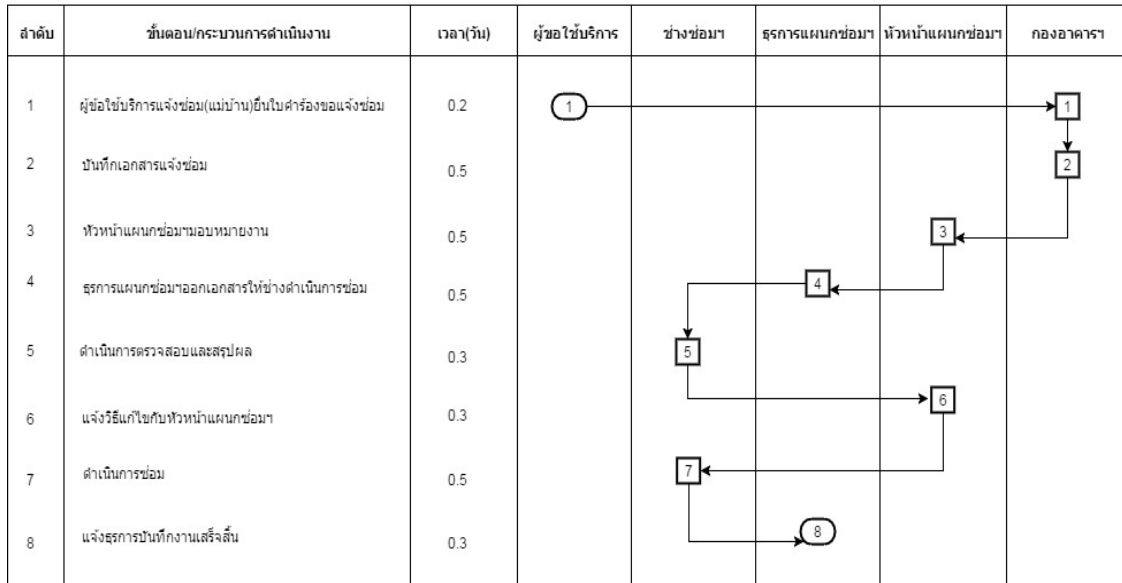 ลำดับ ขั้นตอน/กระบวนการดำเนินงาน เวลา(วัน) ผู้ขอใช้บริการ ช่างซ่อมฯ ธุรการแผนกซ่อมฯ หัวหน้าแผนกซ่อมฯ กองอาคารฯ
1 ผู้ข้อใช้บริการแจ้งซ่อม(แม่บ้าน)ยื่นใบคำร้องขอแจ้งซ่อม 0.2 1 1
2 บันทึกเอกสารแจ้งซ่อม 0.5 2
3 หัวหน้าแผนกซ่อมฯมอบหมายงาน 0.5 3
4 ธุรการแผนกซ่อมฯออกเอกสารให้ช่างดำเนินการซ่อม 0.5 4
5 ดำเนินการตรวจสอบและสรุปผล 0.3 5
6 แจ้งวิธีแก้ไขกับหัวหน้าแผนกซ่อมฯ 0.3 6
7 ดำเนินการซ่อม 0.5 7
8 แจ้งธุรการบันทึกงานเสร็จสิ้น 0.3 8